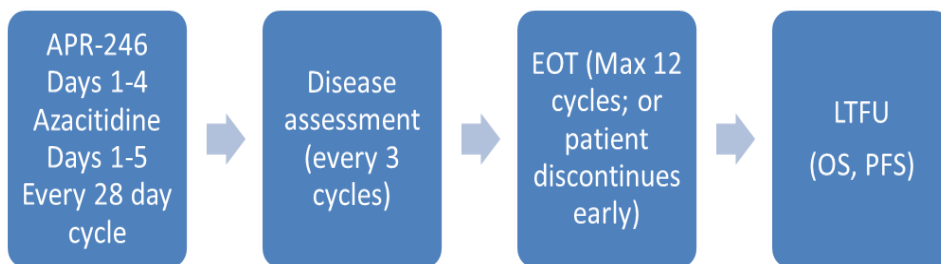 APR-246
Days 1-4
Azacitidine
Days 1-5
Every 28 day
cycle
Disease
assessment
(every 3
cycles)
EOT (Max 12
cycles; or
patient
discontinues
early)
LTFU
(OS, PFS)